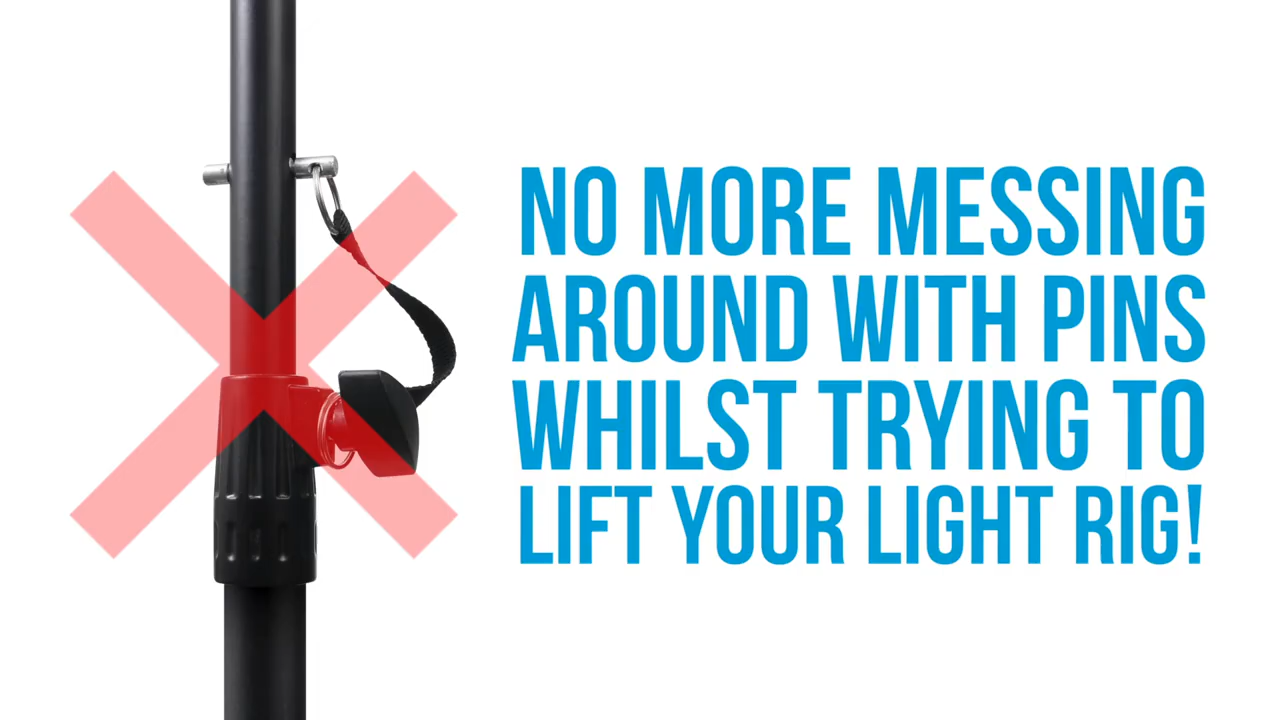 NO MORE MESSING
AROUND WITH PINS
WHILST TRYING TO
LIFT YOUR LIGHT RIG!